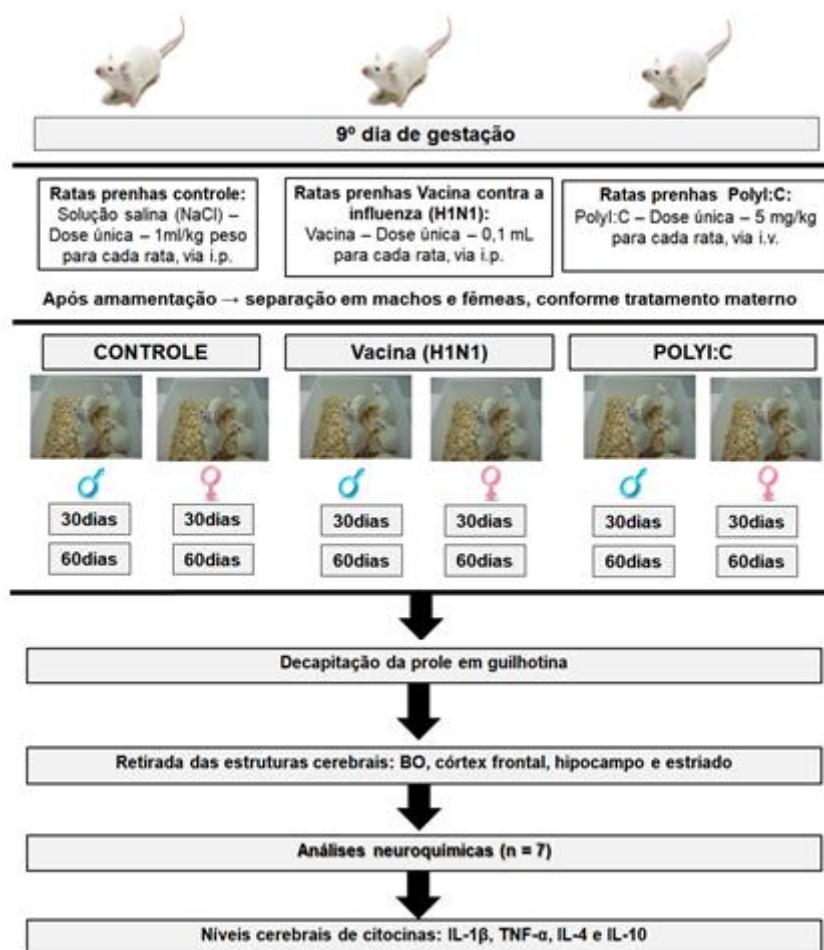 9º dia de gestação
Ratas prenhas controle:
Solução salina (NaCl) –
Dose única – 1ml/kg peso
para cada rata, via i.p.
Ratas prenhas Vacina contra a
influenza (H1N1):
Vacina – Dose única – 0,1 mL
para cada rata, via i.p.
Ratas prenhas PolyI:C:
PolyI:C – Dose única – 5 mg/kg
para cada rata, via i.v.
Após amamentação → separação em machos e fêmeas, conforme tratamento materno
CONTROLE
Vacina (H1N1)
POLYI:C
30dias
30dias
30dias
30dias
30dias
30dias
60dias
60dias
60dias
60dias
60dias
60dias
Decapitação da prole em guilhotina
Retirada das estruturas cerebrais: BO, córtex frontal, hipocampo e estriado
Análises neuroquímicas (n = 7)
Níveis cerebrais de citocinas: IL-1β, TNF-α, IL-4 e IL-10